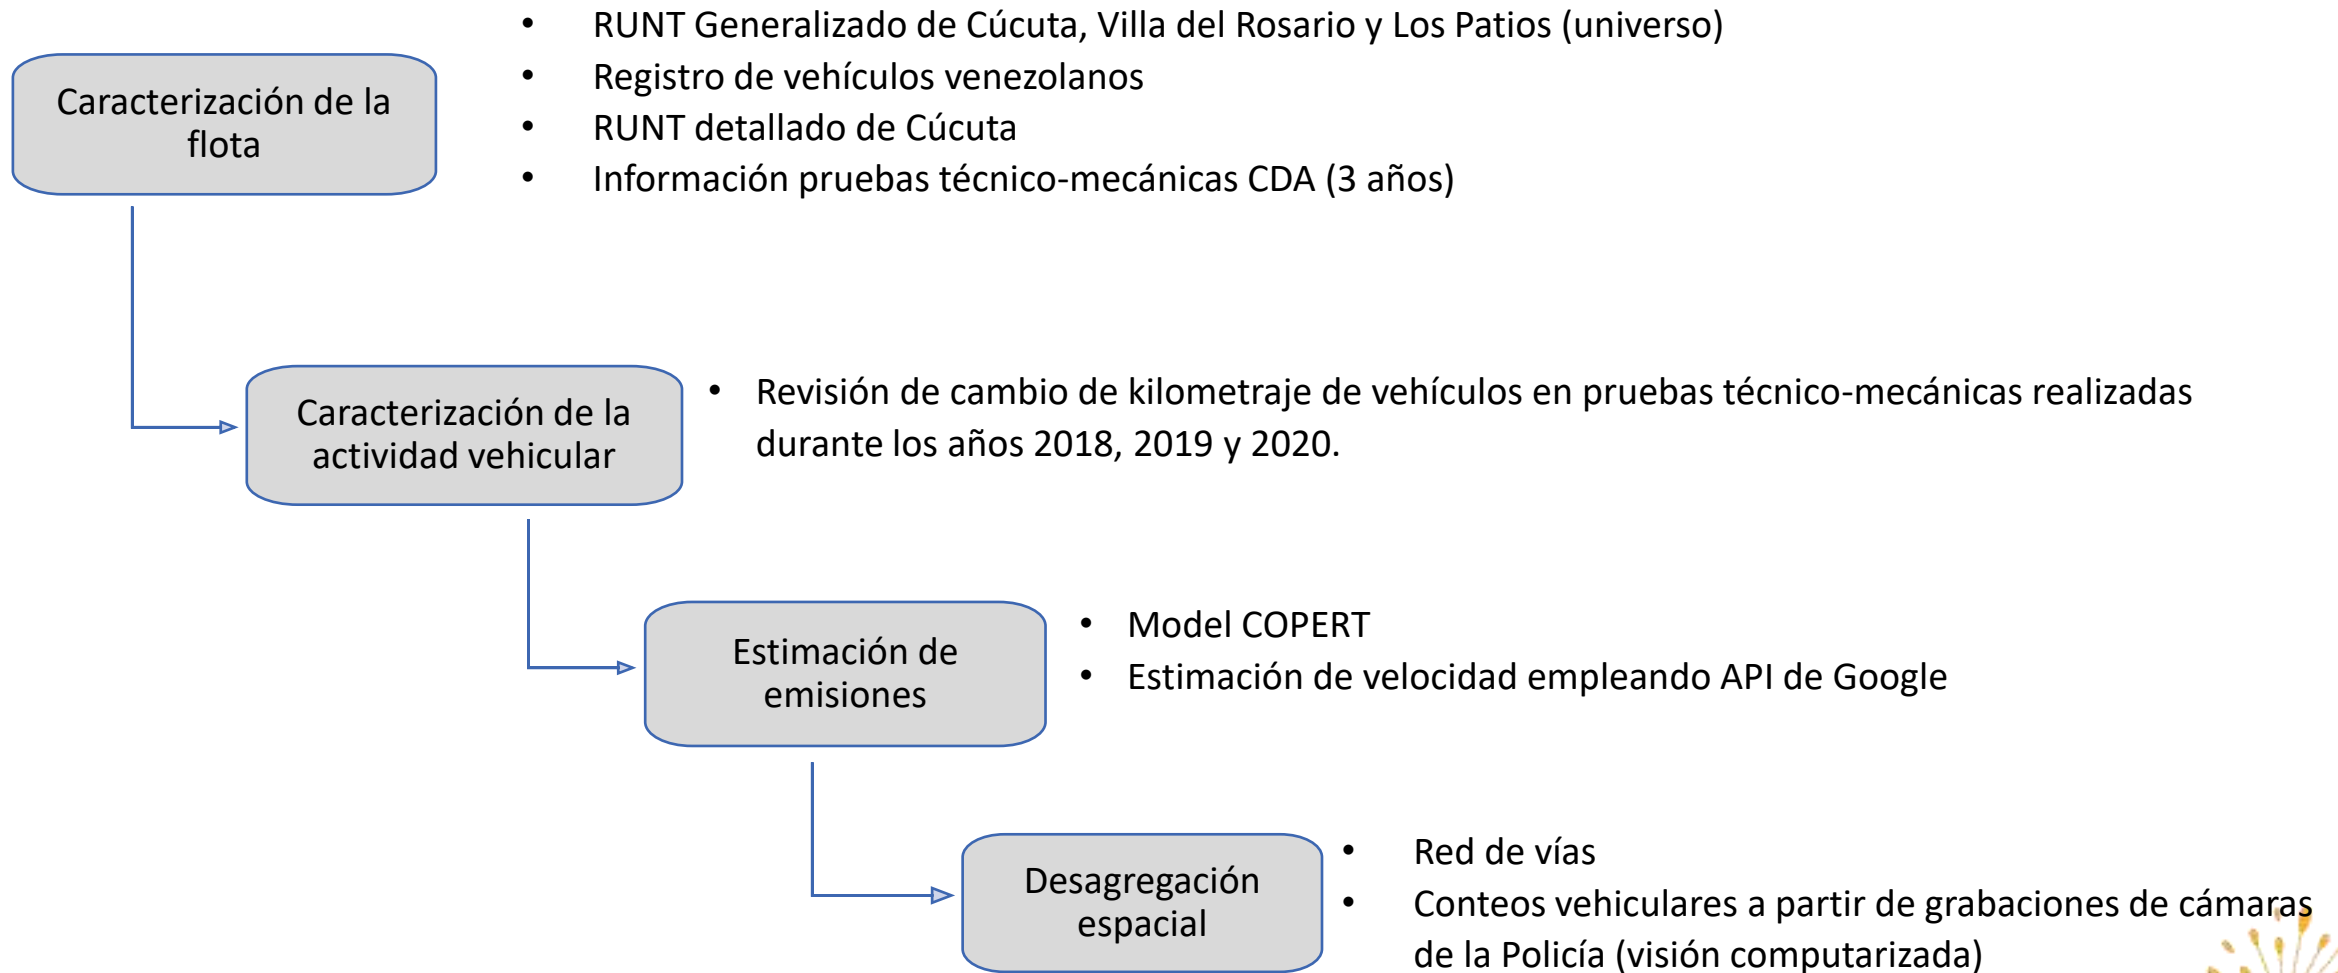 • RUNT Generalizado de Cúcuta, Villa del Rosario y Los Patios (universo)
• Registro de vehículos venezolanos
• RUNT detallado de Cúcuta
• Información pruebas técnico-mecánicas CDA (3 años)
Caracterización de la
flota
Caracterización de la
actividad vehicular
• Revisión de cambio de kilometraje de vehículos en pruebas técnico-mecánicas realizadas
durante los años 2018, 2019 y 2020.
Estimación de
emisiones
• Model COPERT
• Estimación de velocidad empleando API de Google
Desagregación
espacial
• Red de vías
• Conteos vehiculares a partir de grabaciones de cámaras
de la Policía (visión computarizada)